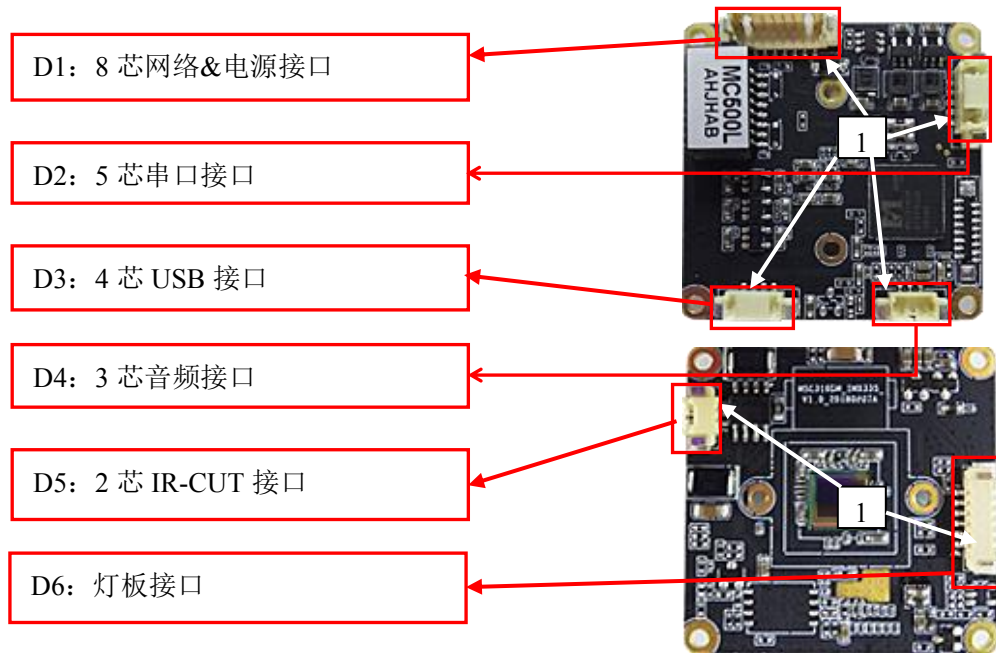 D1：8 芯网络&电源接口
D2：5 芯串口接口
D3：4 芯 USB 接口
D4：3 芯音频接口
D5：2 芯 IR-CUT 接口
D6：灯板接口
MC500L
AHJHAB
1
1